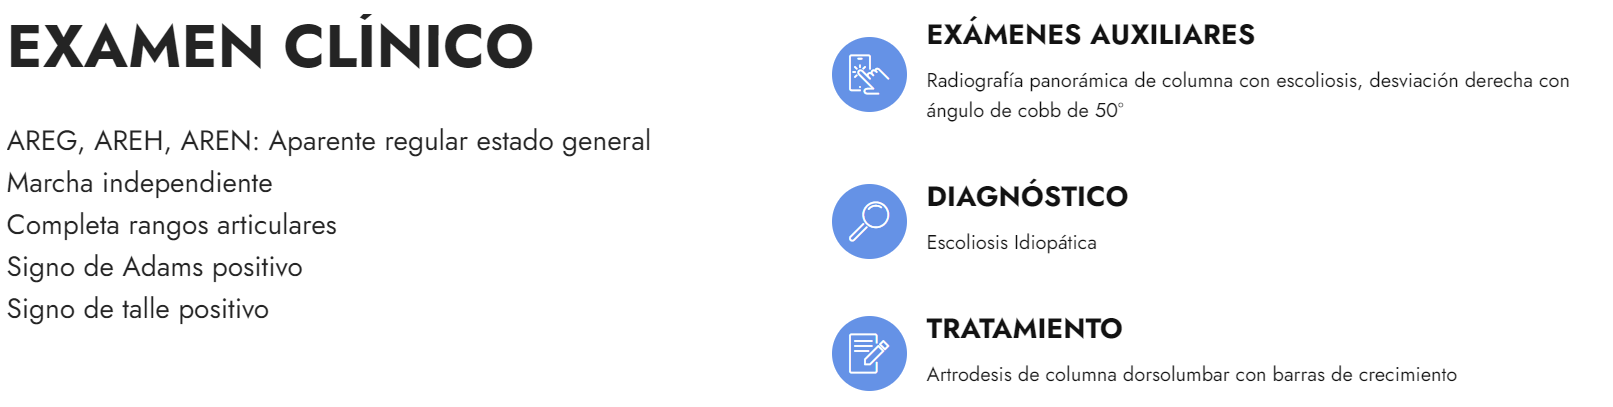 EXAMEN CLÍNICO
AREG, AREH, AREN: Aparente regular estado general
Marcha independiente
Completa rangos articulares
Signo de Adams positivo
Signo de talle positivo
EXÁMENES AUXILIARES
Radiografía panorámica de columna con escoliosis, desviación derecha con
ángulo de cobb de 50°
DIAGNÓSTICO
Escoliosis Idiopática
TRATAMIENTO
Artrodesis de columna dorsolumbar con barras de crecimiento